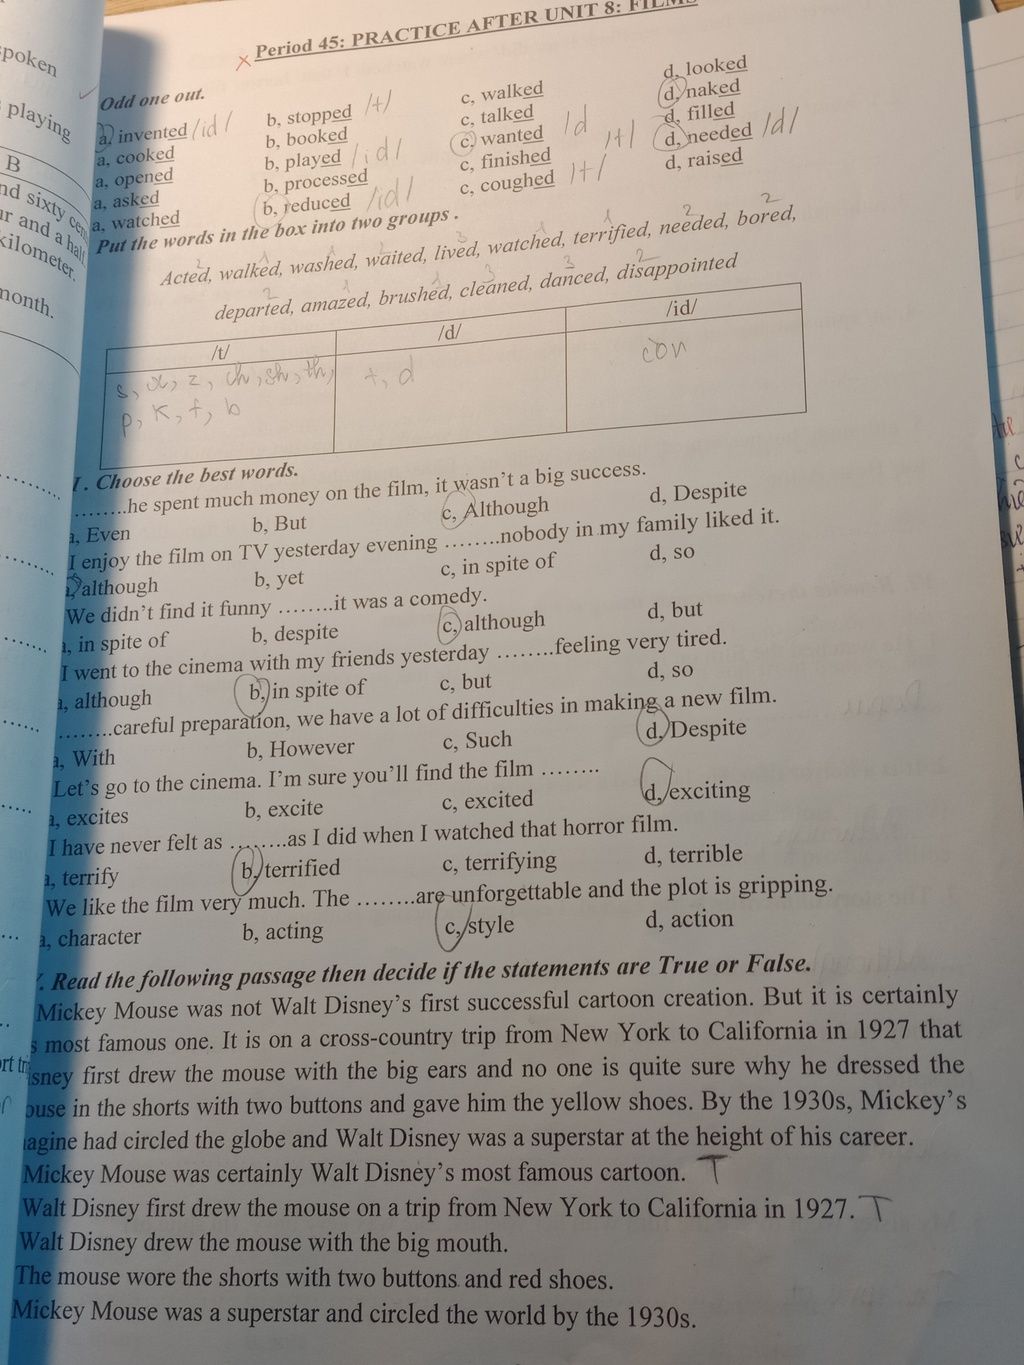 spoken
playing
B
nd sixty cen
ur and a half
kilometer.
month.
Period 45: PRACTICE AFTER UNIT 8: FILMS
Odd one out.
a, invented /id/ b, stopped /t/ c, walked d, looked
a, cooked b, booked c, talked d, naked
a, opened b, played /id/ c, wanted /d d, filled
a, asked b, processed c, finished /t/ d, needed /d/
a, watched b, reduced /id/ c, coughed /t/ d, raised
Put the words in the box into two groups .
Acted, walked, washed, waited, lived, watched, terrified, needed, bored,
departed, amazed, brushed, cleaned, danced, disappointed
/t/ /d/ /id/
s, x, z, ch, sh, th, t, d còn
p, k, f, b
I. Choose the best words.
........he spent much money on the film, it wasn't a big success.
a, Even b, But c, Although d, Despite
I enjoy the film on TV yesterday evening ........nobody in my family liked it.
a, although b, yet c, in spite of d, so
We didn't find it funny ........it was a comedy.
a, in spite of b, despite c, although d, but
I went to the cinema with my friends yesterday ........feeling very tired.
a, although b, in spite of c, but d, so
........careful preparation, we have a lot of difficulties in making a new film.
a, With b, However c, Such d, Despite
Let's go to the cinema. I'm sure you'll find the film ........
a, excites b, excite c, excited d, exciting
I have never felt as ........as I did when I watched that horror film.
a, terrify b, terrified c, terrifying d, terrible
We like the film very much. The ........are unforgettable and the plot is gripping.
a, character b, acting c, style d, action
. Read the following passage then decide if the statements are True or False.
Mickey Mouse was not Walt Disney's first successful cartoon creation. But it is certainly
s most famous one. It is on a cross-country trip from New York to California in 1927 that
isney first drew the mouse with the big ears and no one is quite sure why he dressed the
ouse in the shorts with two buttons and gave him the yellow shoes. By the 1930s, Mickey's
agine had circled the globe and Walt Disney was a superstar at the height of his career.
Mickey Mouse was certainly Walt Disney's most famous cartoon. T
Walt Disney first drew the mouse on a trip from New York to California in 1927. T
Walt Disney drew the mouse with the big mouth.
The mouse wore the shorts with two buttons and red shoes.
Mickey Mouse was a superstar and circled the world by the 1930s.